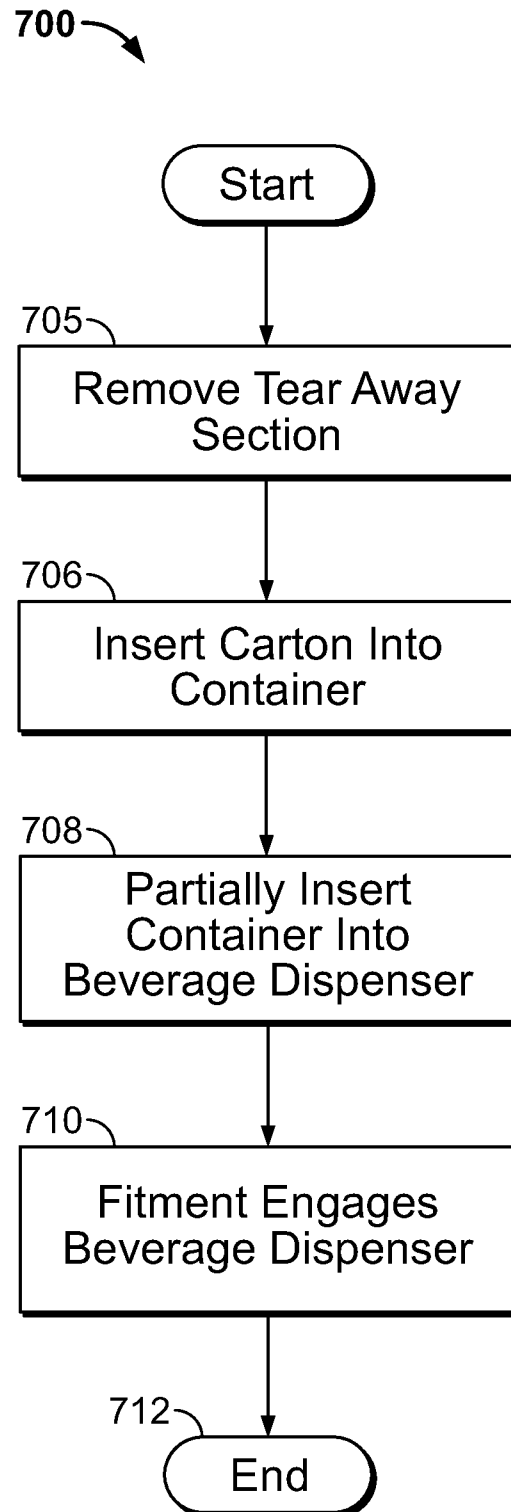 700
Start
705
Remove Tear Away
Section
706
Insert Carton Into
Container
708
Partially Insert
Container Into
Beverage Dispenser
710
Fitment Engages
Beverage Dispenser
712
End